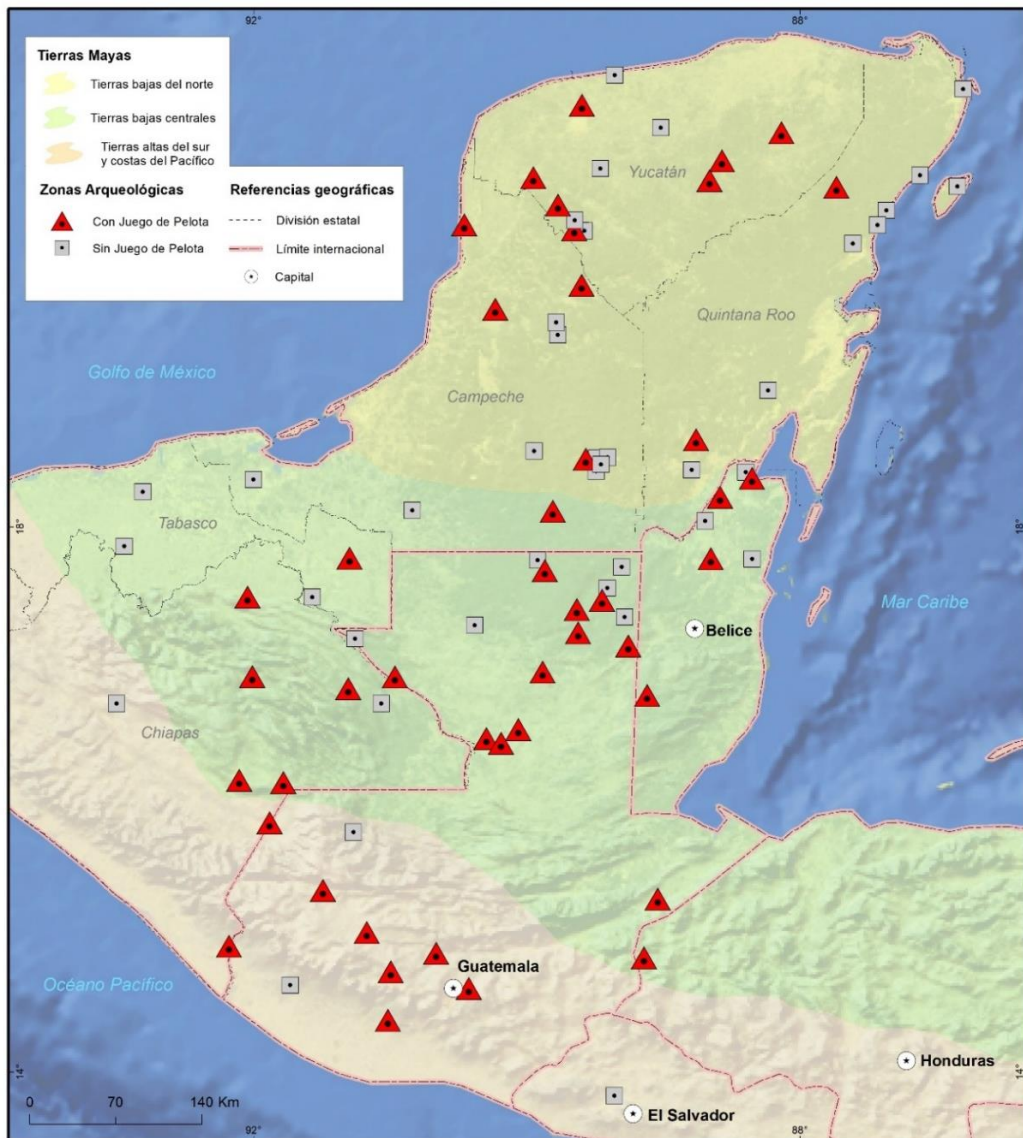 92°
88°
Tierras Mayas
Tierras bajas del norte
Tierras bajas centrales
Tierras altas del sur
y costas del Pacífico
Zonas Arqueológicas
Referencias geográficas
Con Juego de Pelota
División estatal
Sin Juego de Pelota
Límite internacional
Capital
Yucatán
Quintana Roo
Golfo de México
Campeche
18°
Tabasco
18°
Mar Caribe
Belice
Chiapas
Guatemala
Océano Pacífico
Honduras
14°
14°
0 70 140 Km
El Salvador
92°
88°